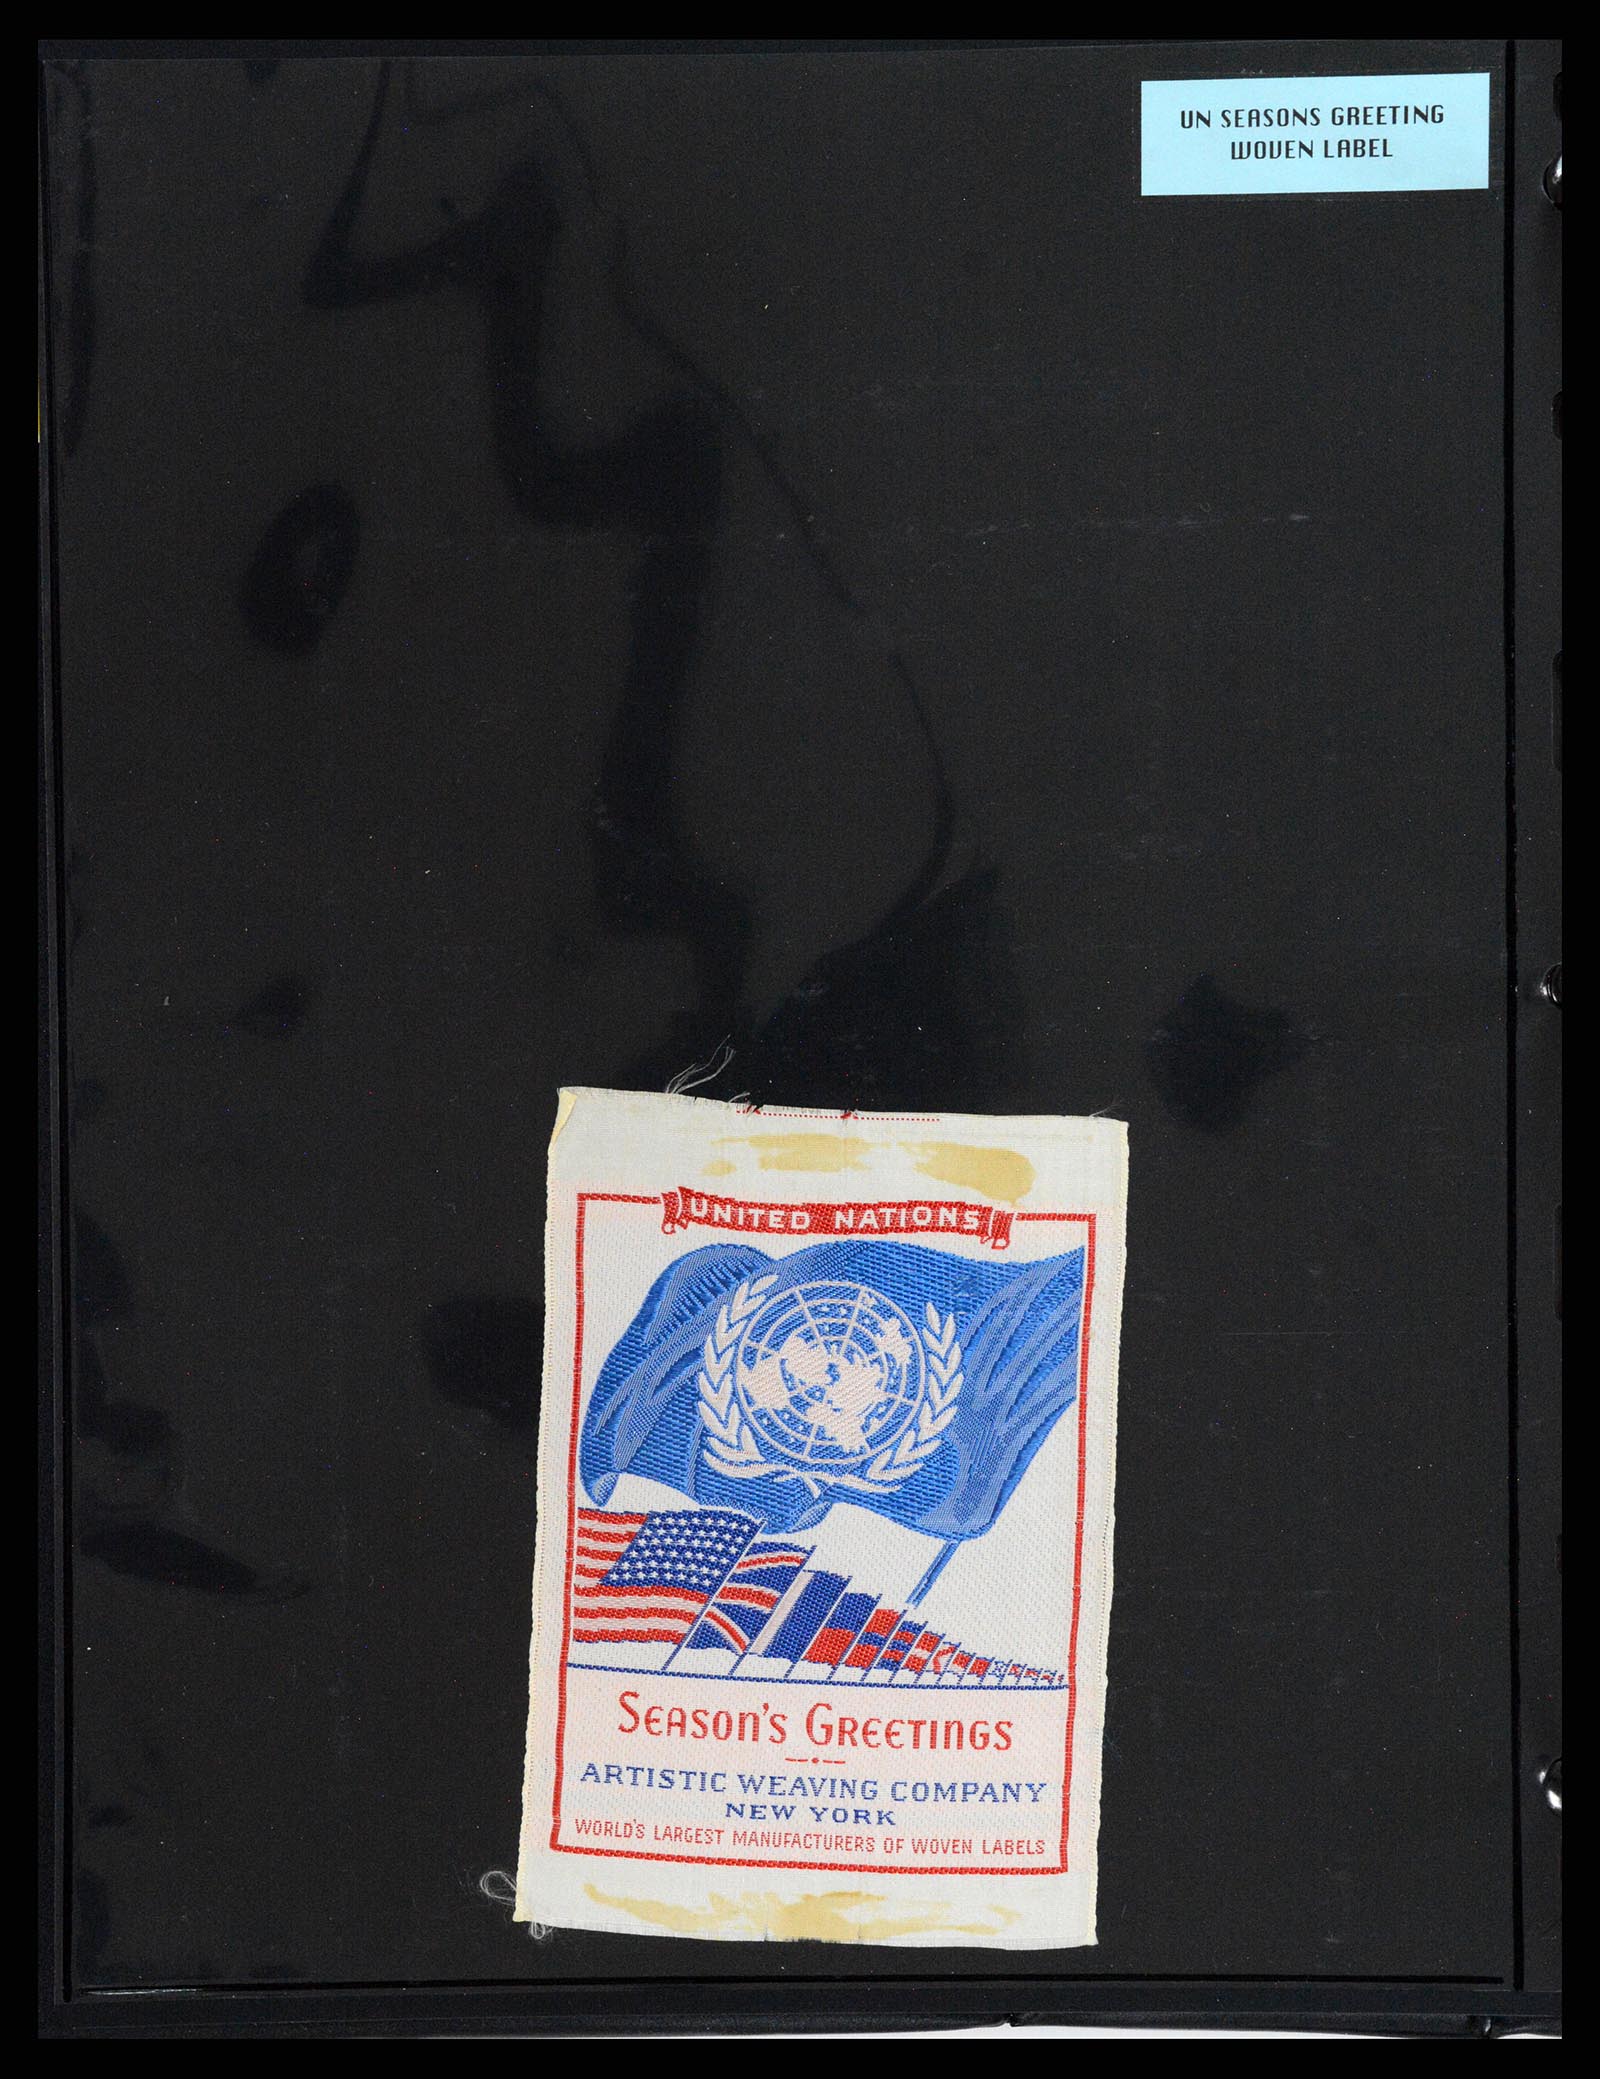 UN SEASONS GREETING
WOVEN LABEL
UNITED NATIONS
SEASON'S GREETINGS
ARTISTIC WEAVING COMPANY
NEW YORK
WORLD'S LARGEST MANUFACTURERS OF WOVEN LABELS